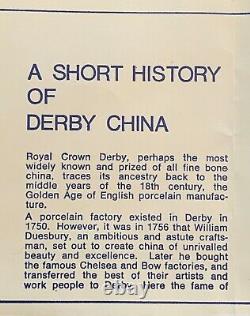 A SHORT HISTORY
OF
DERBY CHINA
Royal Crown Derby, perhaps the most
widely known and prized of all fine bone
china, traces its ancestry back to the
middle years of the 18th century, the
Golden Age of English porcelain manufac-
ture.
A porcelain factory existed in Derby in
1750. However, it was 1756 that William
Duesbury, an ambitious and astute crafts-
man, set out to create china of unrivalled
beauty and excellence. Later he bought
the famous Chelsea and Bow factories, and
transferred the best of their artists and
work people to Derby. Here the fame of